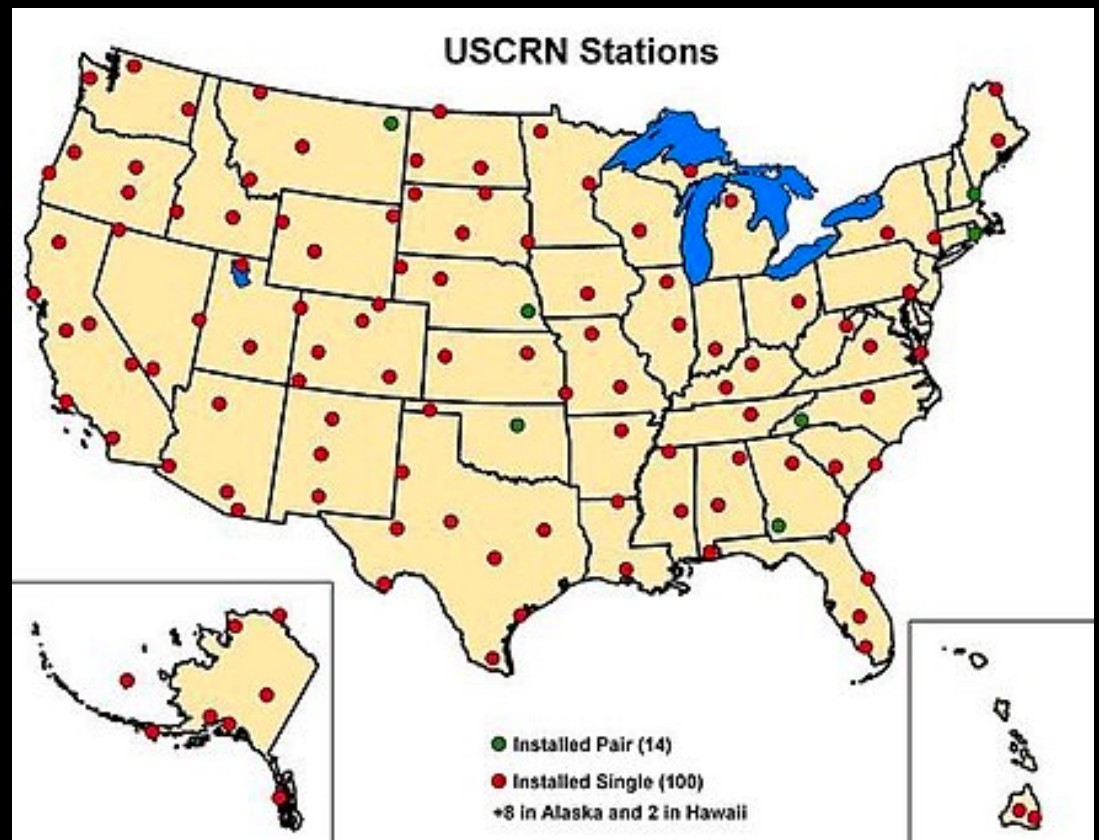 USCRN Stations
Installed Pair (14)
Installed Single (100)
+8 in Alaska and 2 in Hawaii